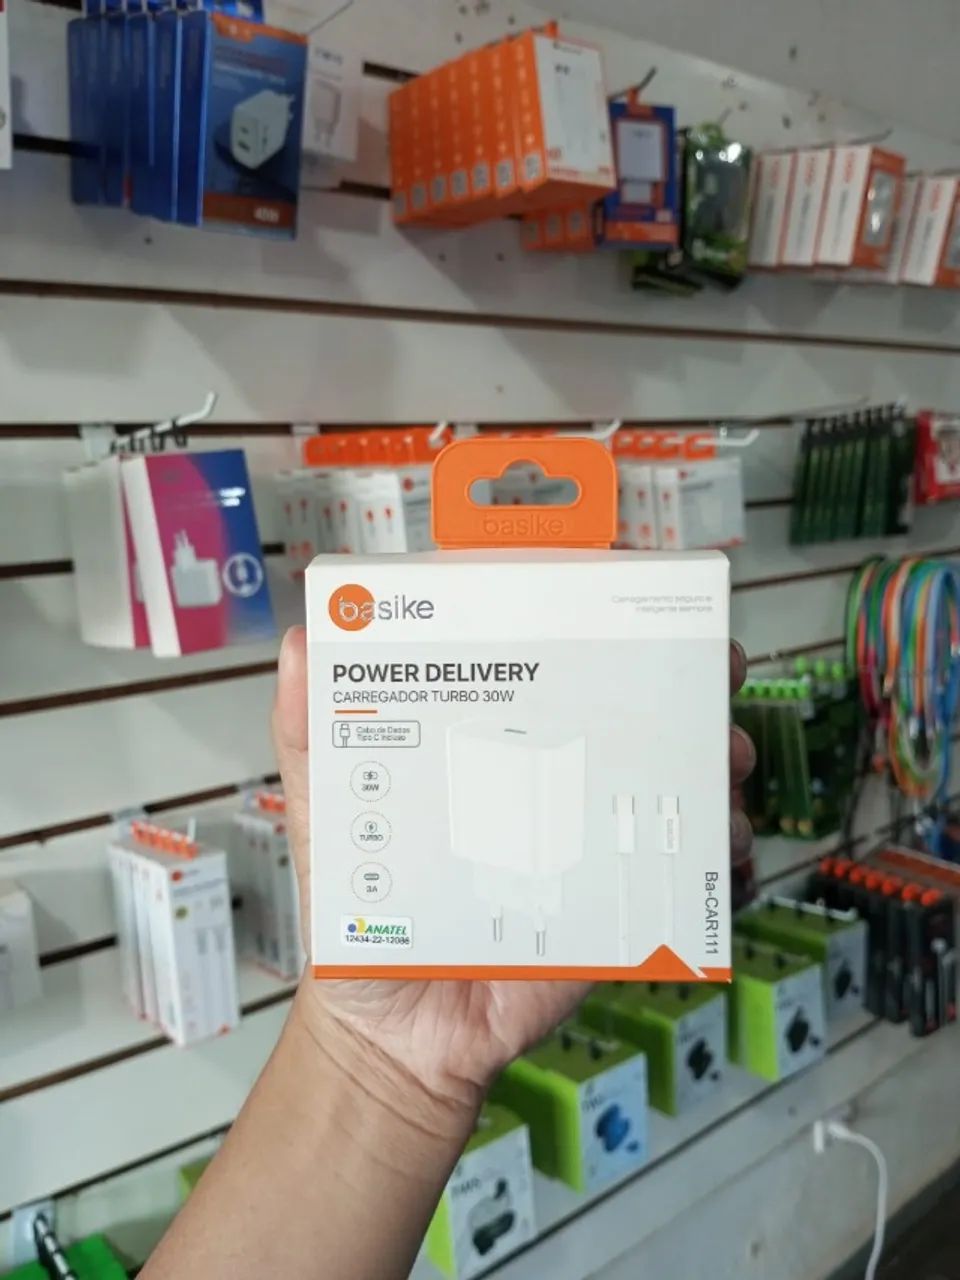 basike
basike
Carregamento seguro e
inteligente sempre
POWER DELIVERY
CARREGADOR TURBO 30W
Cabo de Dados
Tipo C Incluso
30W
TURBO
3A
basike
Ba-CAR111
ANATEL
12434-22-12086